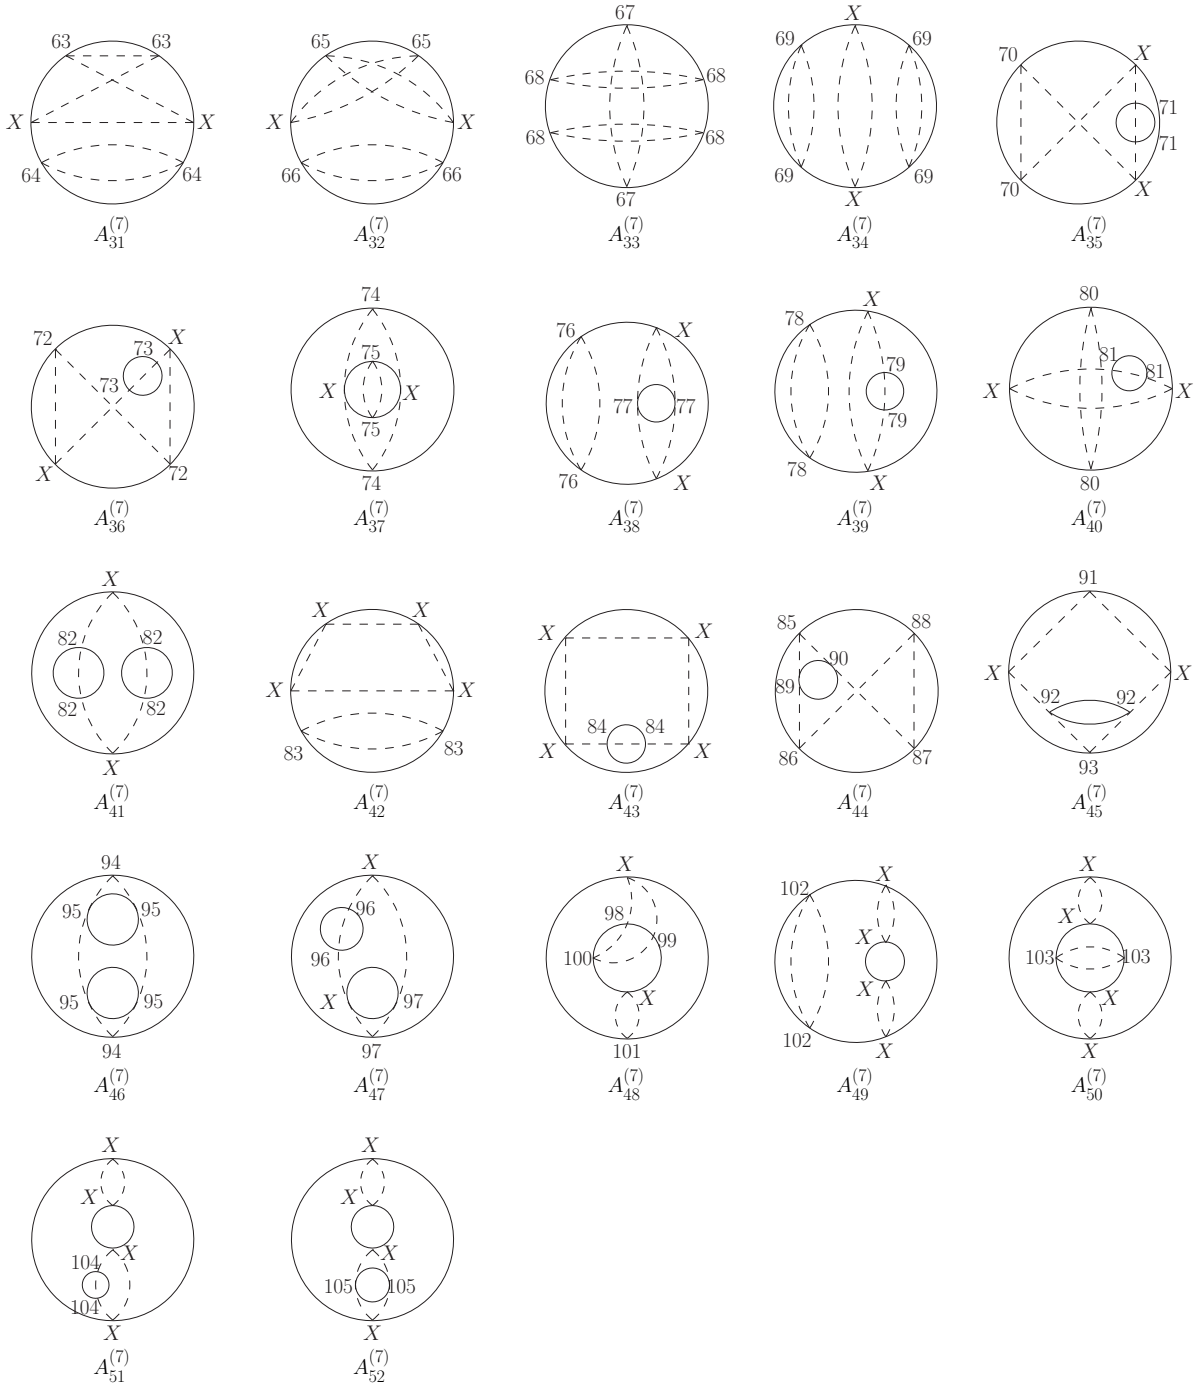 67 X
63 63 65 65 69 69 70 X
68 68 71
X X X X 68 68 71
64 64 66 66 67 69 X 69 70 X
A_{31}^{(7)} A_{32}^{(7)} A_{33}^{(7)} A_{34}^{(7)} A_{35}^{(7)}
74 X 80
72 73 X 76 X 78
75 79 81 81
73 X X 77 77 X X
X 72 75 79
74 76 X 78 X 80
A_{36}^{(7)} A_{37}^{(7)} A_{38}^{(7)} A_{39}^{(7)} A_{40}^{(7)}
X 91
X X X X 85 88
82 82 90
X X 89 X X
82 82 83 83 84 84 92 92
X X X 86 87 93
A_{41}^{(7)} A_{42}^{(7)} A_{43}^{(7)} A_{44}^{(7)} A_{45}^{(7)}
94 X X X X
102
95 95 96 98 X X
96 100 99 X 103 103
95 95 X 97 X X X
94 97 101 102 X X
A_{46}^{(7)} A_{47}^{(7)} A_{48}^{(7)} A_{49}^{(7)} A_{50}^{(7)}
X X
X X
104 X X
105 105
104
X X
A_{51}^{(7)} A_{52}^{(7)}